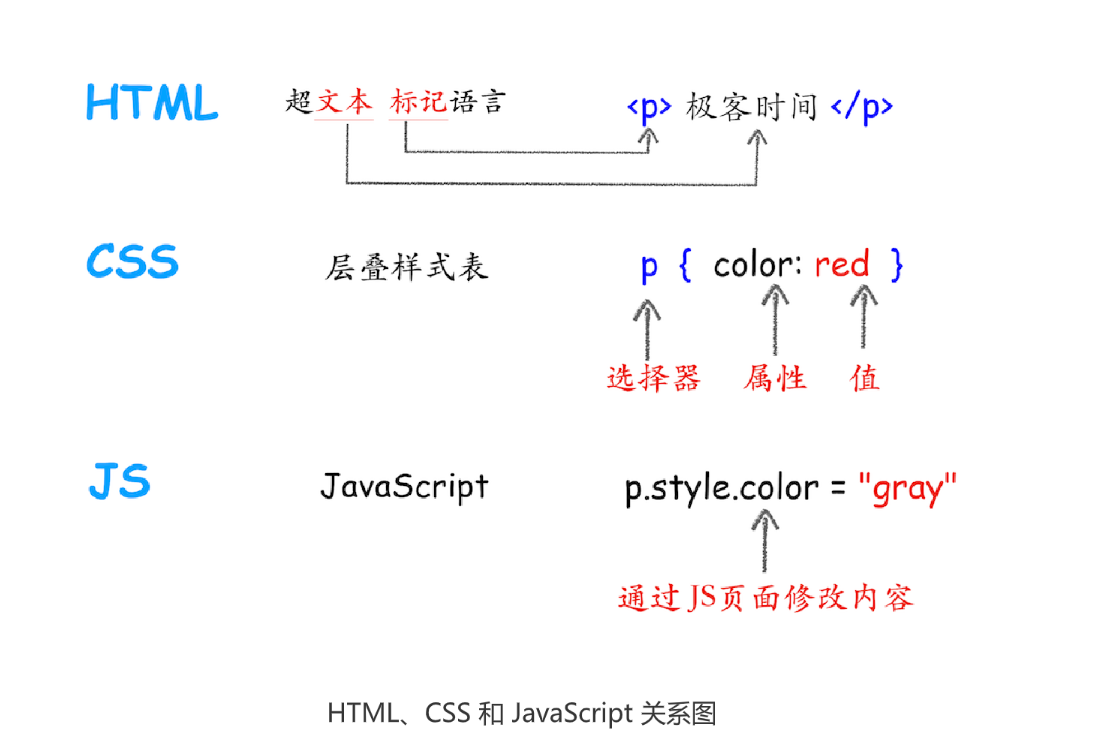 HTML 超文本 标记语言 <p> 极客时间 </p>
CSS 层叠样式表 p { color: red }
选择器 属性 值
JS JavaScript p.style.color = "gray"
通过JS页面修改内容
HTML、CSS 和 JavaScript 关系图